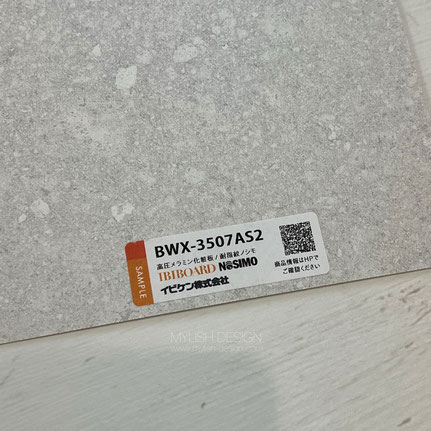 BWX-3507AS2
高圧メラミン化粧板/耐指紋ノシモ
IBIBOARD NOSIMO
イビケン株式会社
SAMPLE
商品情報はHPで
ご確認ください
MYUSH DESIGN